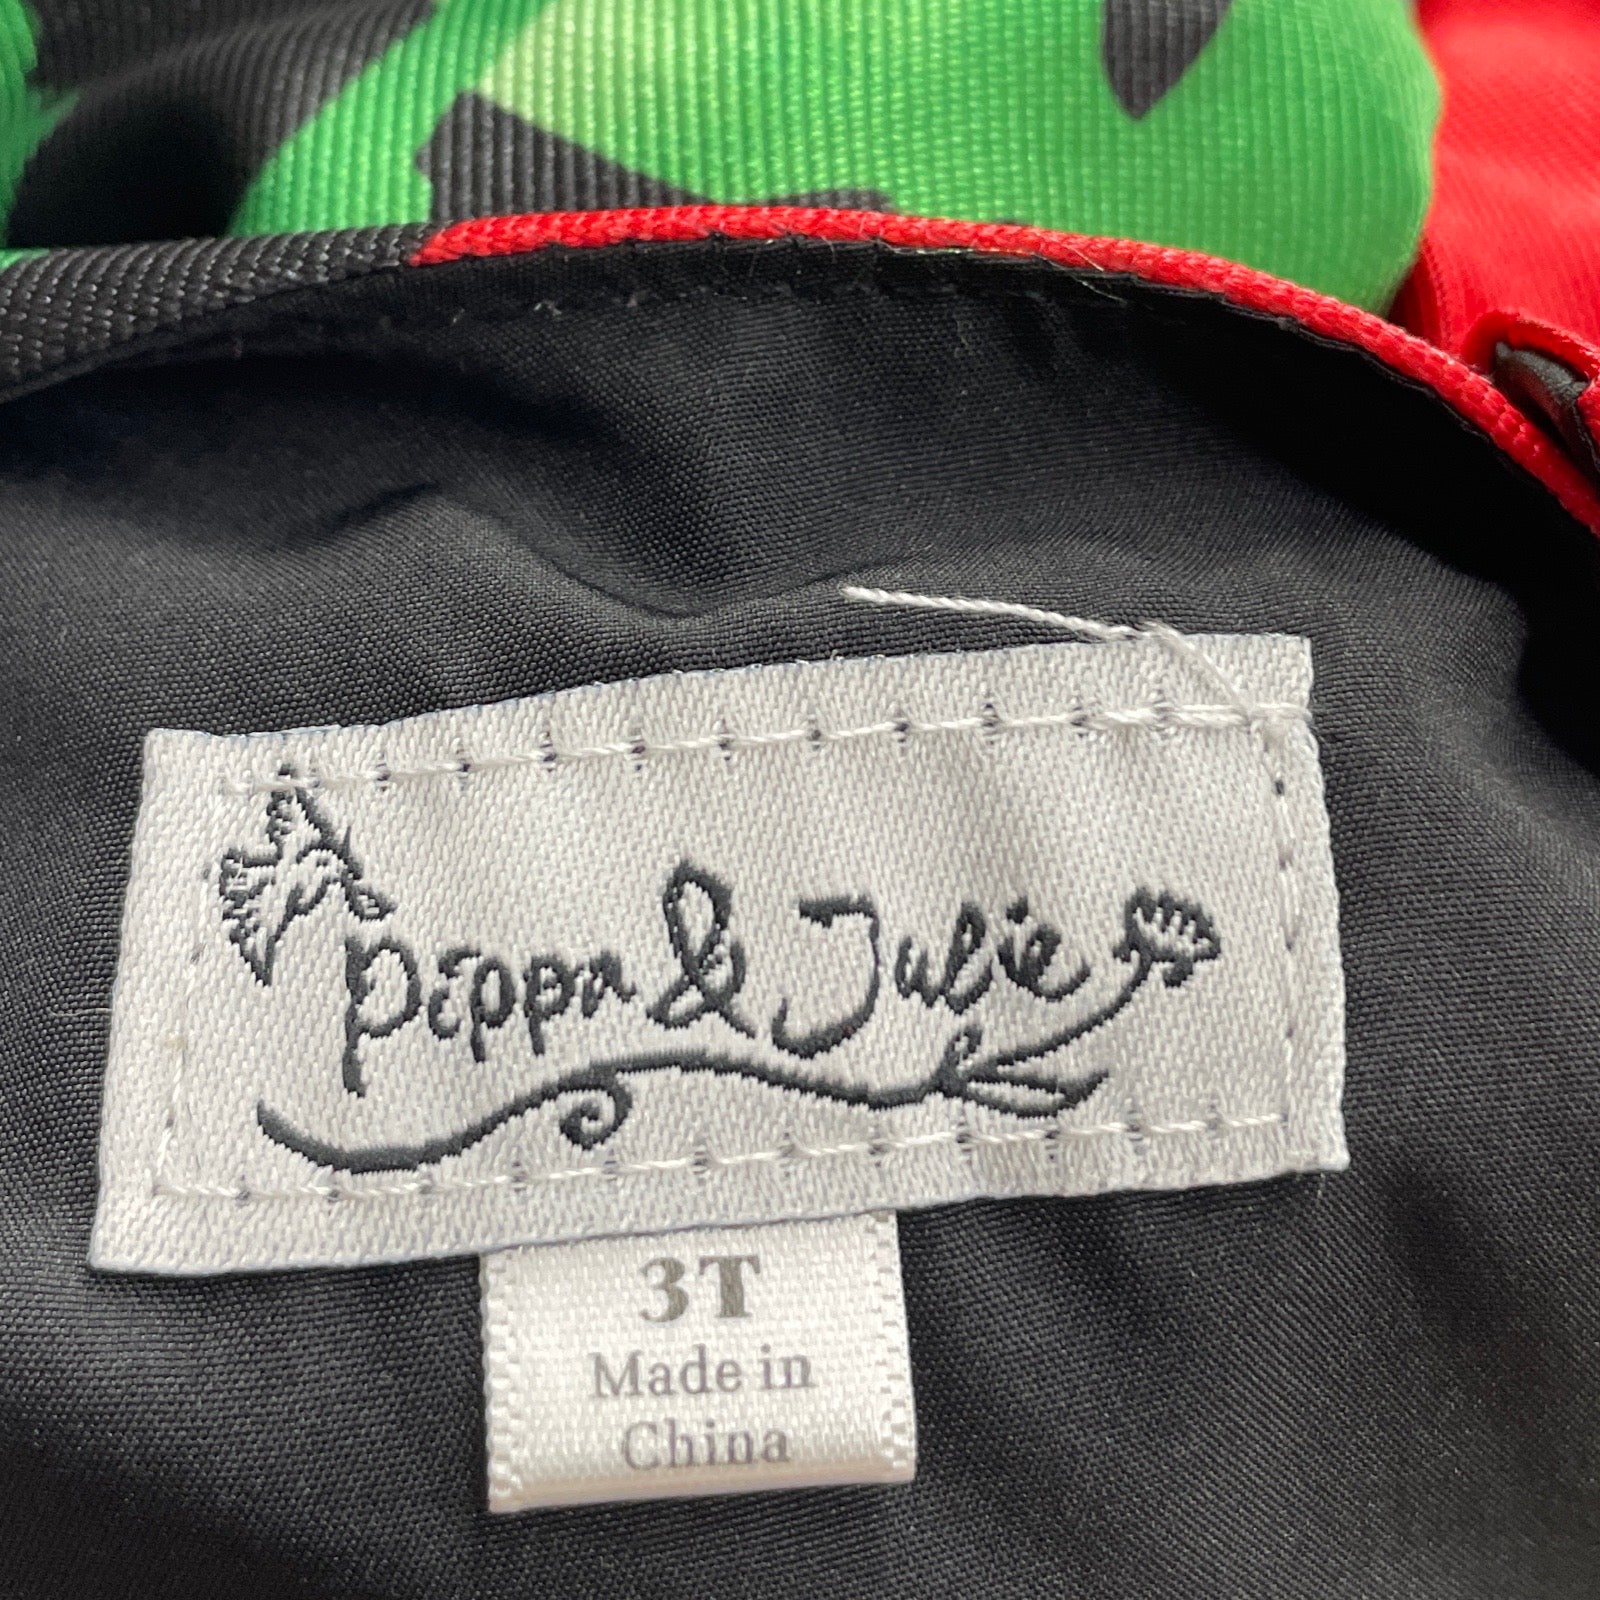 Pippa & Julie
3T
Made in
China